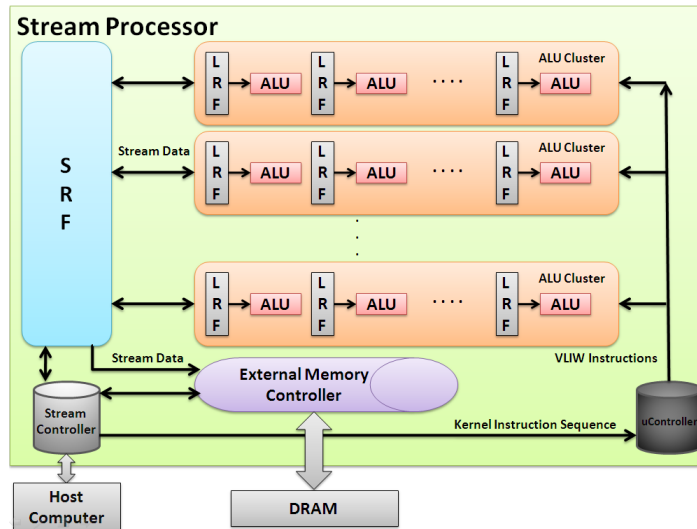 Stream Processor
S
R
F
L
R
F
ALU
L
R
F
ALU
....
L
R
F
ALU Cluster
ALU
Stream Data
L
R
F
ALU
L
R
F
ALU
....
L
R
F
ALU Cluster
ALU
L
R
F
ALU
L
R
F
ALU
....
L
R
F
ALU Cluster
ALU
Stream Data
VLIW Instructions
External Memory
Controller
Stream
Controller
Kernel Instruction Sequence
uController
Host
Computer
DRAM